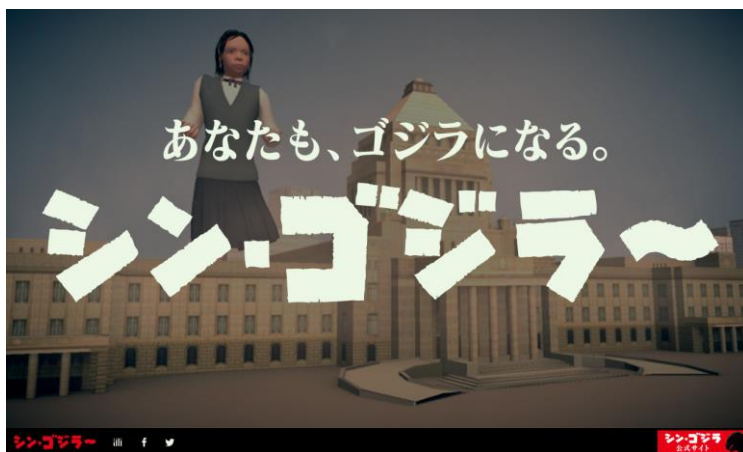 あなたも、ゴジラになる。
シン・ゴジラ〜
シン・ゴジラ〜
シン・ゴジラ
公式サイト